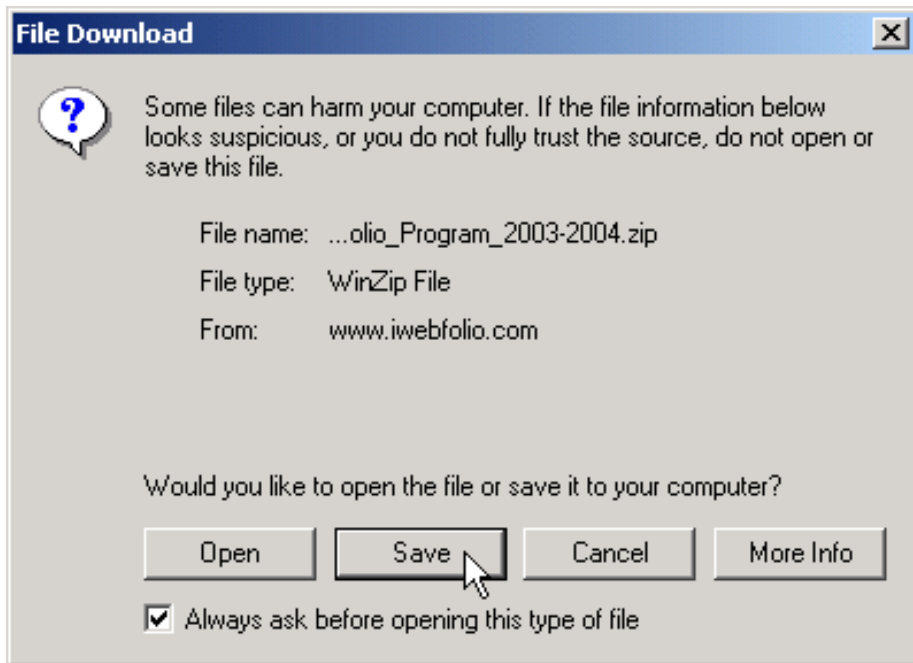 File Download
Some files can harm your computer. If the file information below
looks suspicious, or you do not fully trust the source, do not open or
save this file.
File name: ...olio_Program_2003-2004.zip
File type: WinZip File
From: www.iwebfolio.com
Would you like to open the file or save it to your computer?
Open Save Cancel More Info
Always ask before opening this type of file